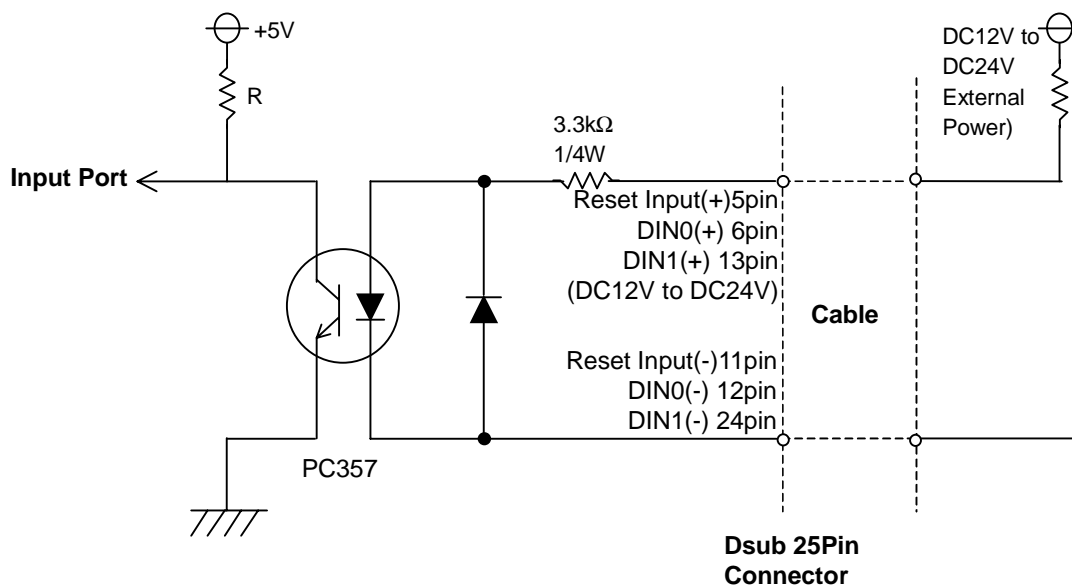 +5V
R
Input Port
3.3kΩ
1/4W
Reset Input(+)5pin
DIN0(+) 6pin
DIN1(+) 13pin
(DC12V to DC24V)
Reset Input(-)11pin
DIN0(-) 12pin
DIN1(-) 24pin
PC357
Cable
DC12V to
DC24V
External
Power)
Dsub 25Pin
Connector